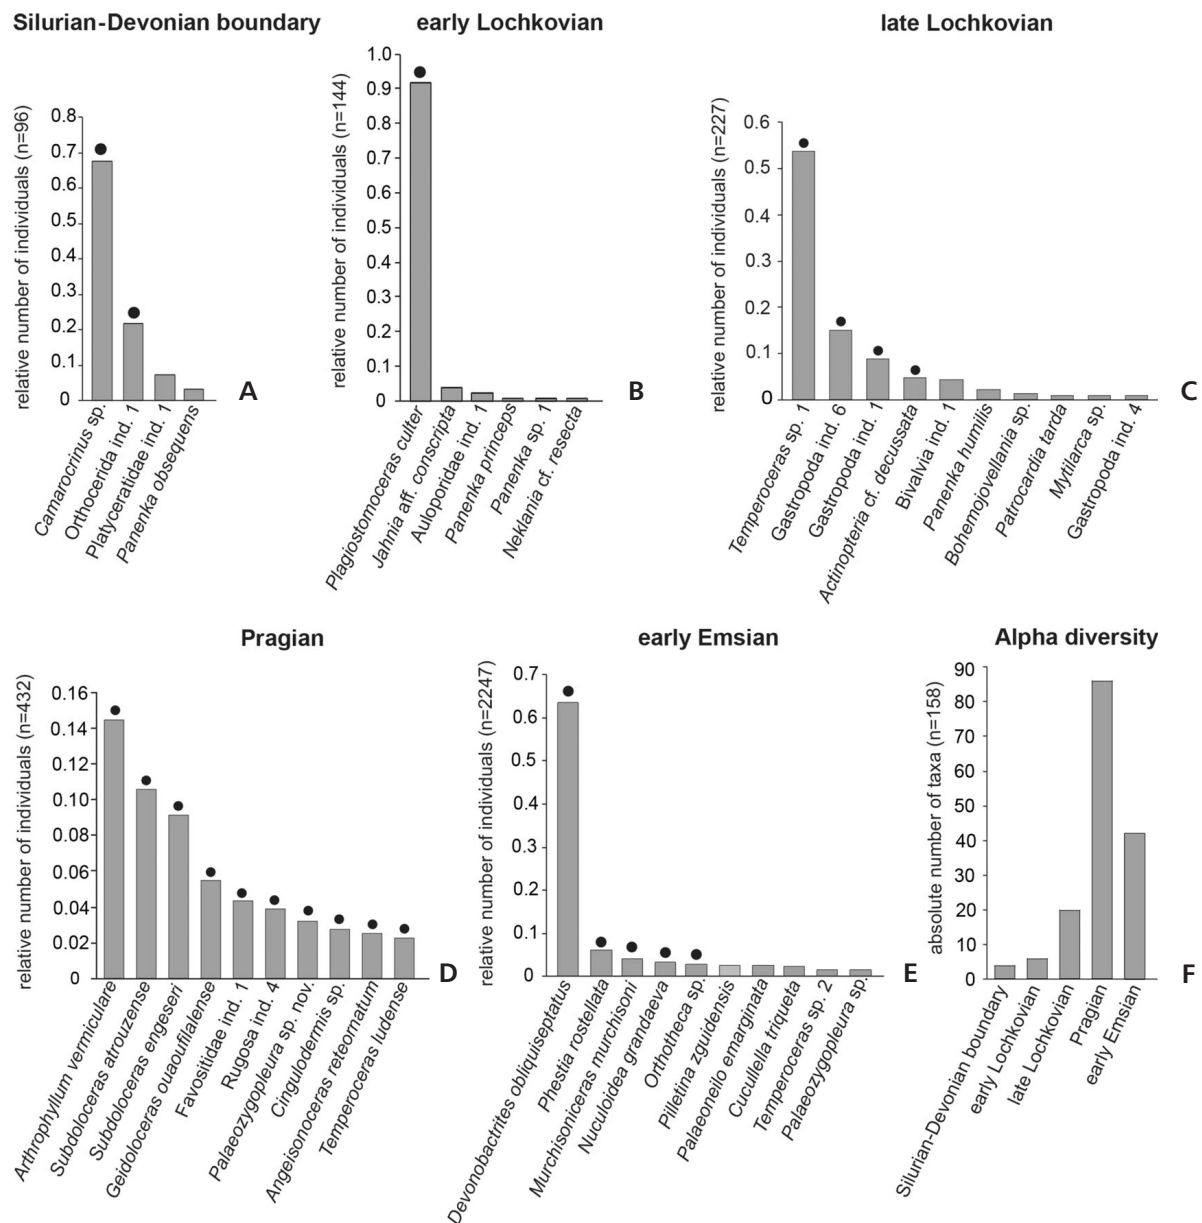 Silurian-Devonian boundary
relative number of individuals (n=96)
0.8
0.7
0.6
0.5
0.4
0.3
0.2
0.1
0
Camarocrinus sp.
Orthocerida ind. 1
Platyceratidae ind. 1
Panenka obsequens
A
early Lochkovian
relative number of individuals (n=144)
1.0
0.9
0.8
0.7
0.6
0.5
0.4
0.3
0.2
0.1
0
Plagiostomoceras culter
Jahnia aff. conscripta
Auloporidae ind. 1
Panenka princeps
Panenka sp. 1
Neklania cf. resecta
B
late Lochkovian
relative number of individuals (n=227)
0.6
0.5
0.4
0.3
0.2
0.1
0
Temperoceras sp. 1
Gastropoda ind. 6
Gastropoda ind. 1
Actinopteria cf. decussata
Bivalvia ind. 1
Panenka humilis
Bohemojovellania sp.
Patrocardia tarda
Mytilarca sp.
Gastropoda ind. 4
C
Pragian
relative number of individuals (n=432)
0.16
0.14
0.12
0.10
0.08
0.06
0.04
0.02
0
Arthrophyllum vermiculare
Subdoloceras atrouzense
Subdoloceras engeseri
Geidoloceras ouaoufilalense
Favositidae ind. 1
Rugosa ind. 4
Palaeozygopleura sp. nov.
Cingulodermis sp.
Angeisonoceras reteornatum
Temperoceras ludense
D
early Emsian
relative number of individuals (n=2247)
0.7
0.6
0.5
0.4
0.3
0.2
0.1
0
Devonobactrites obliquiseptatus
Phestia rostellata
Murchisoniceras murchisoni
Nuculoidea grandaeva
Orthotheca sp.
Pilletina zguidensis
Palaeoneilo emarginata
Cucullella triqueta
Temperoceras sp. 2
Palaeozygopleura sp.
E
Alpha diversity
absolute number of taxa (n=158)
90
80
70
60
50
40
30
20
10
0
Silurian-Devonian boundary
early Lochkovian
late Lochkovian
Pragian
early Emsian
F